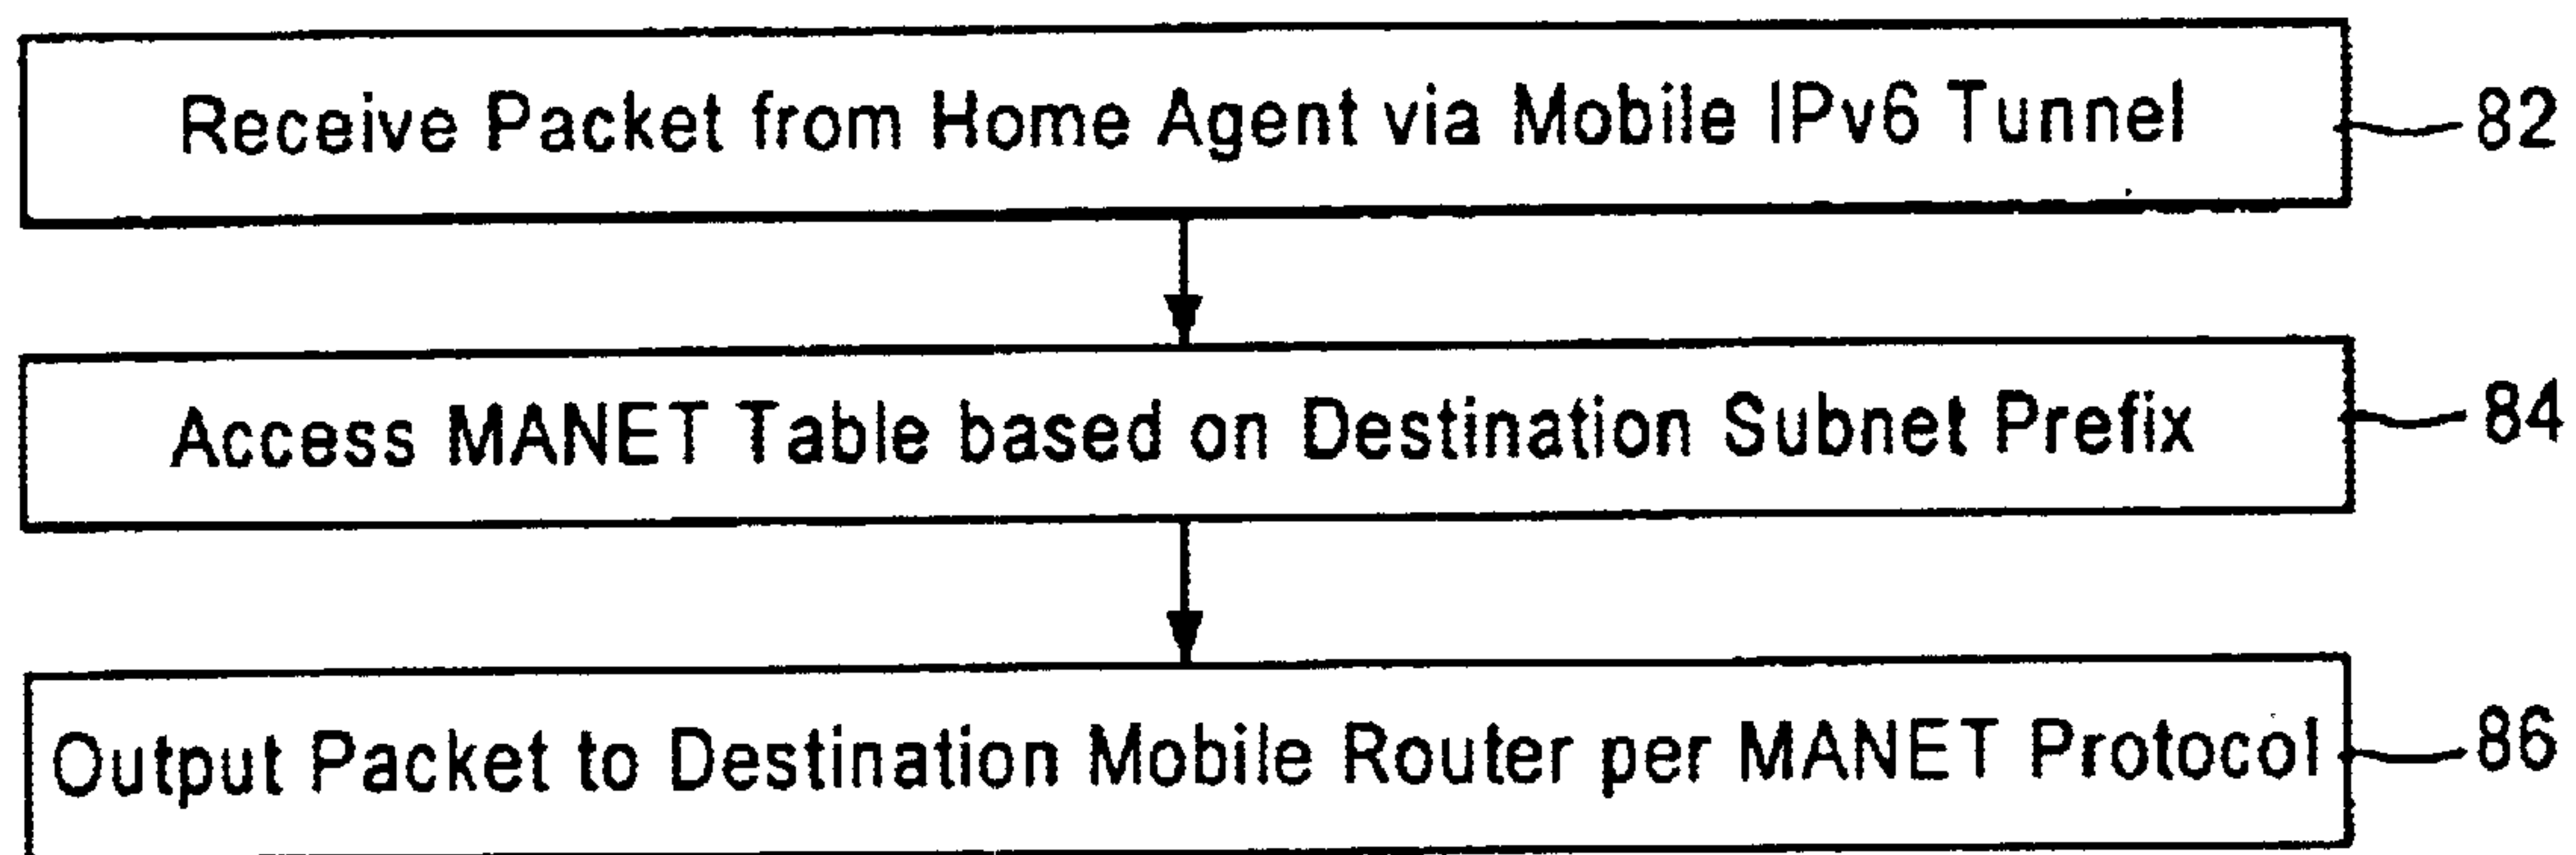 Receive Packet from Home Agent via Mobile IPv6 Tunnel 82
Access MANET Table based on Destination Subnet Prefix 84
Output Packet to Destination Mobile Router per MANET Protocol 86